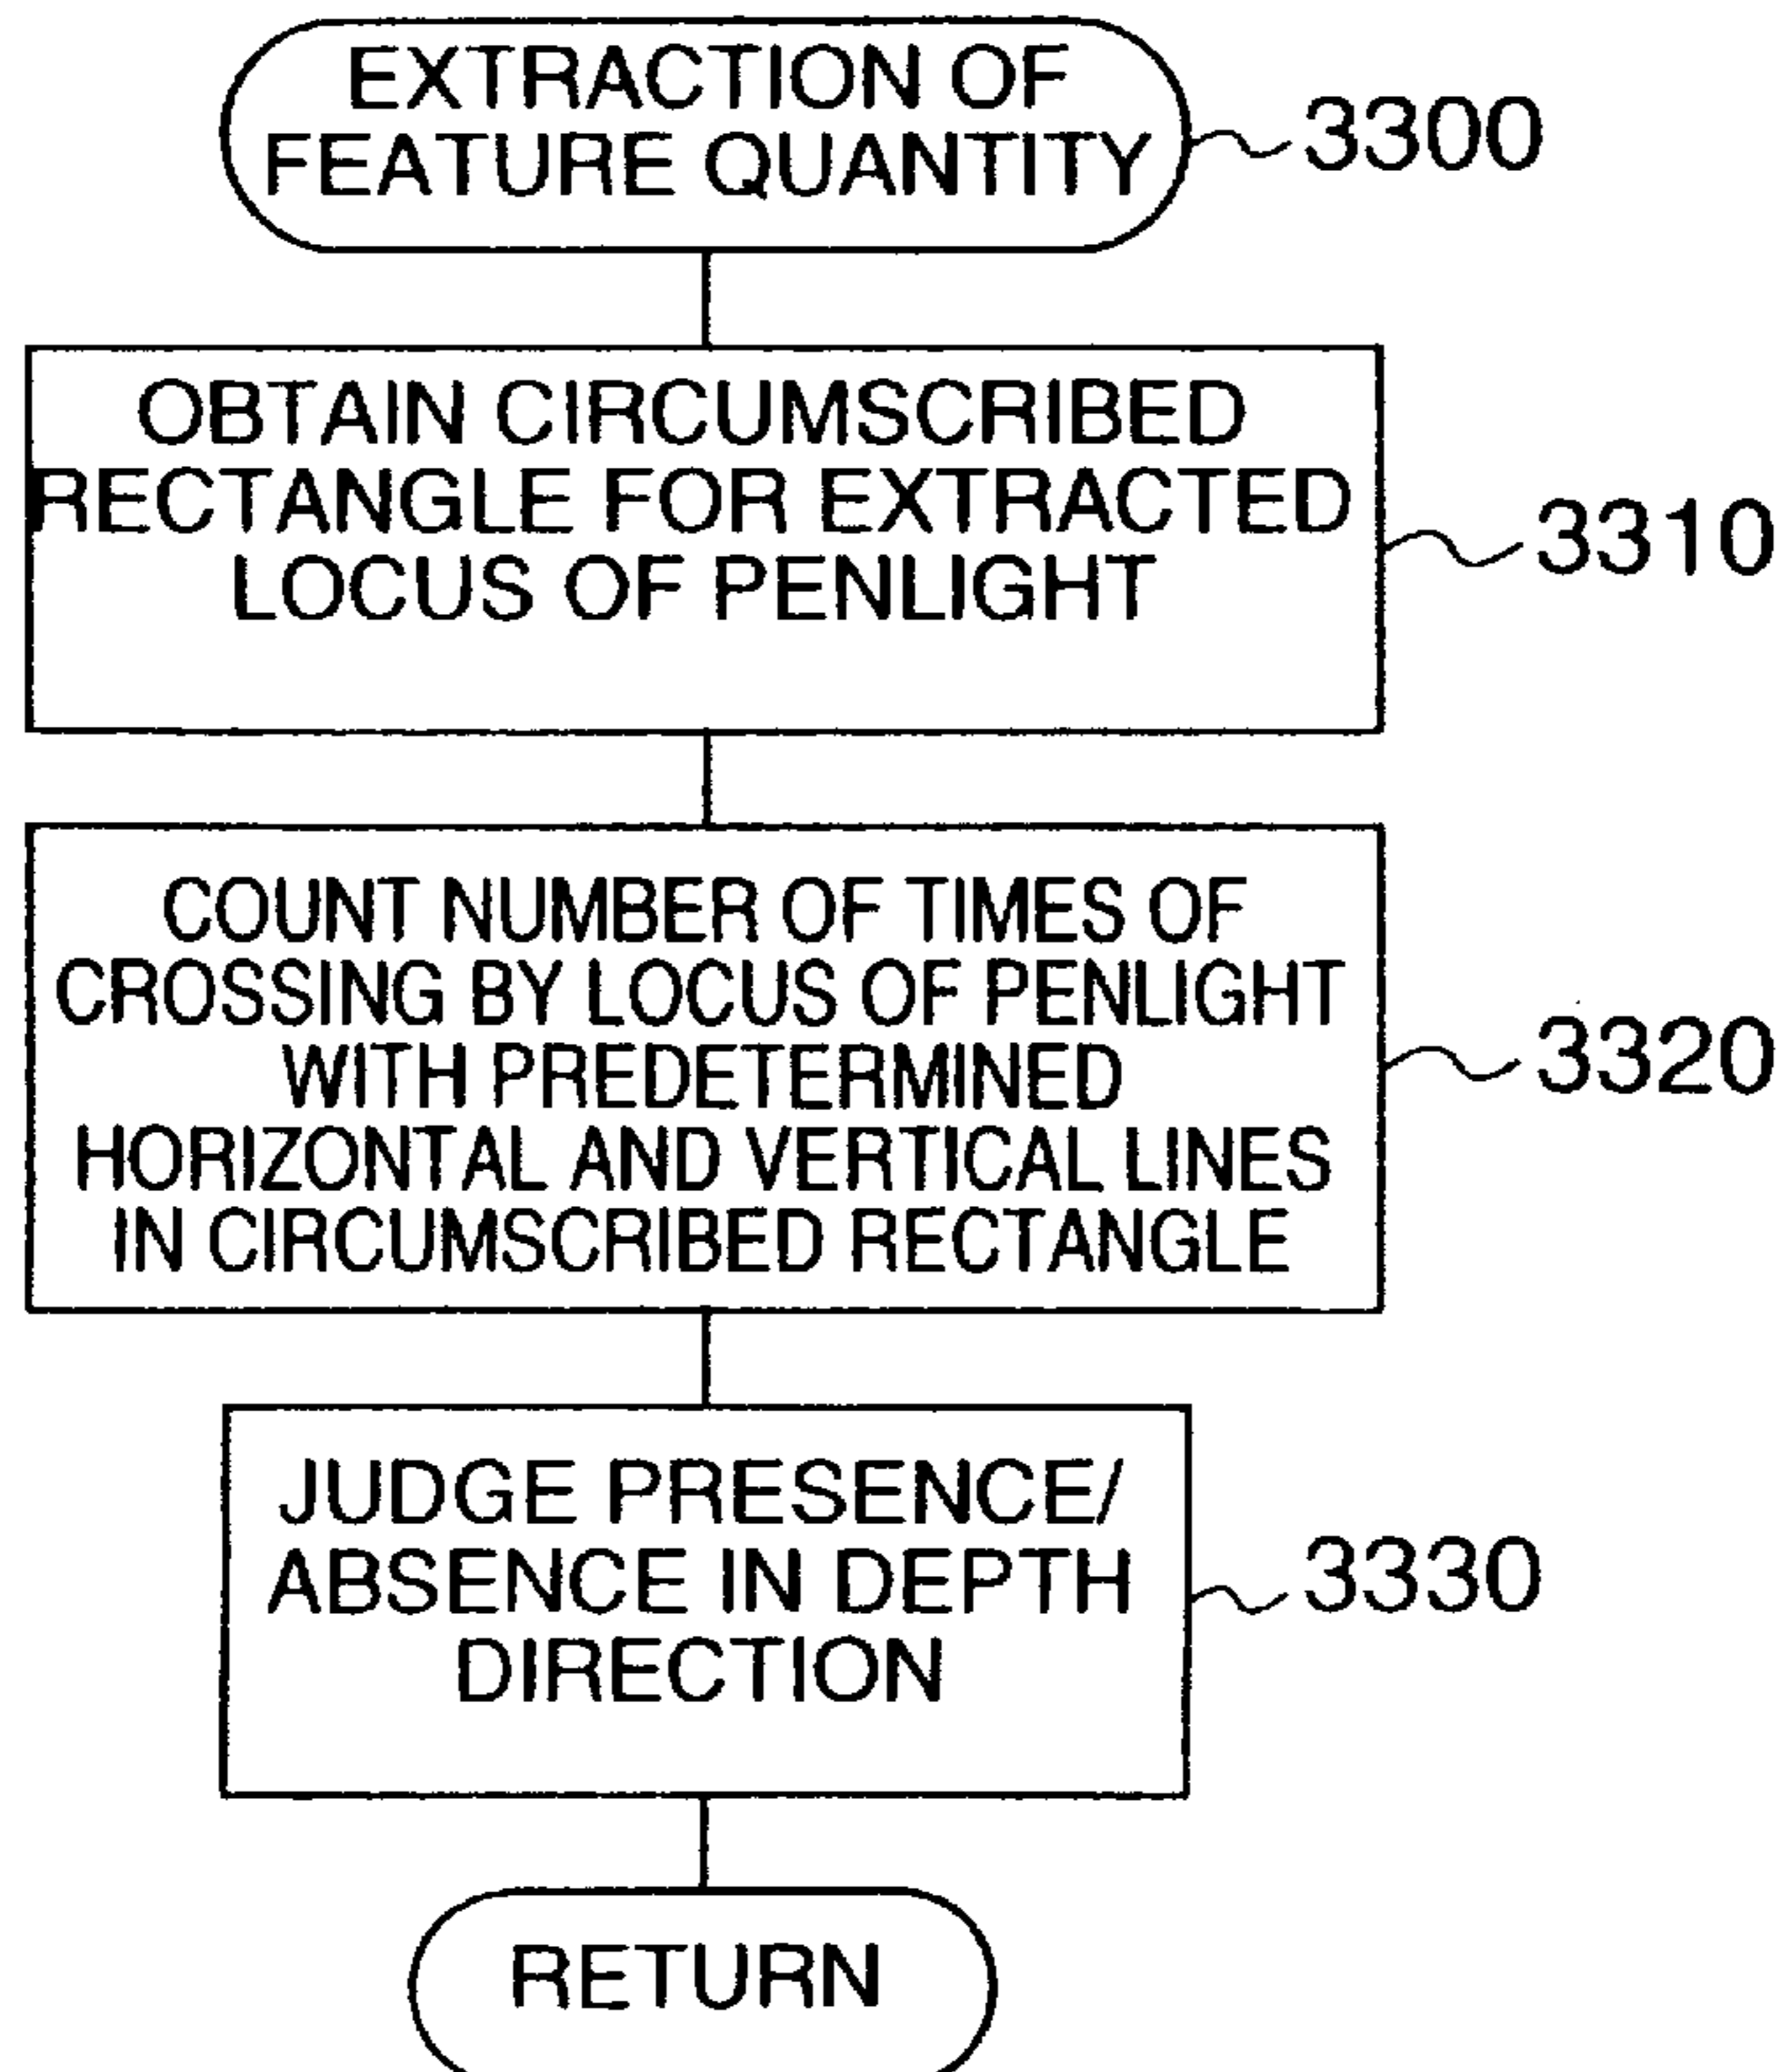 EXTRACTION OF
FEATURE QUANTITY
3300
OBTAIN CIRCUMSCRIBED
RECTANGLE FOR EXTRACTED
LOCUS OF PENLIGHT
3310
COUNT NUMBER OF TIMES OF
CROSSING BY LOCUS OF PENLIGHT
WITH PREDETERMINED
HORIZONTAL AND VERTICAL LINES
IN CIRCUMSCRIBED RECTANGLE
3320
JUDGE PRESENCE/
ABSENCE IN DEPTH
DIRECTION
3330
RETURN